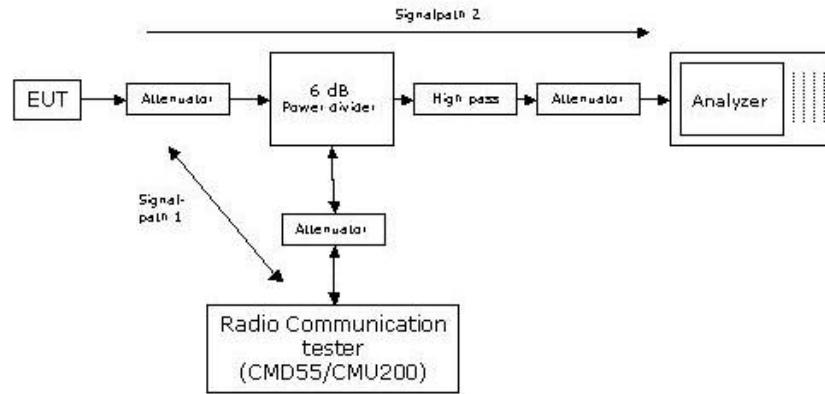 Signalpath 2
EUT
Attenuator
6 dB
Power divider
High pass
Attenuator
Analyzer
Signal-
path 1
Attenuator
Radio Communication
tester
(CMD55/CMU200)